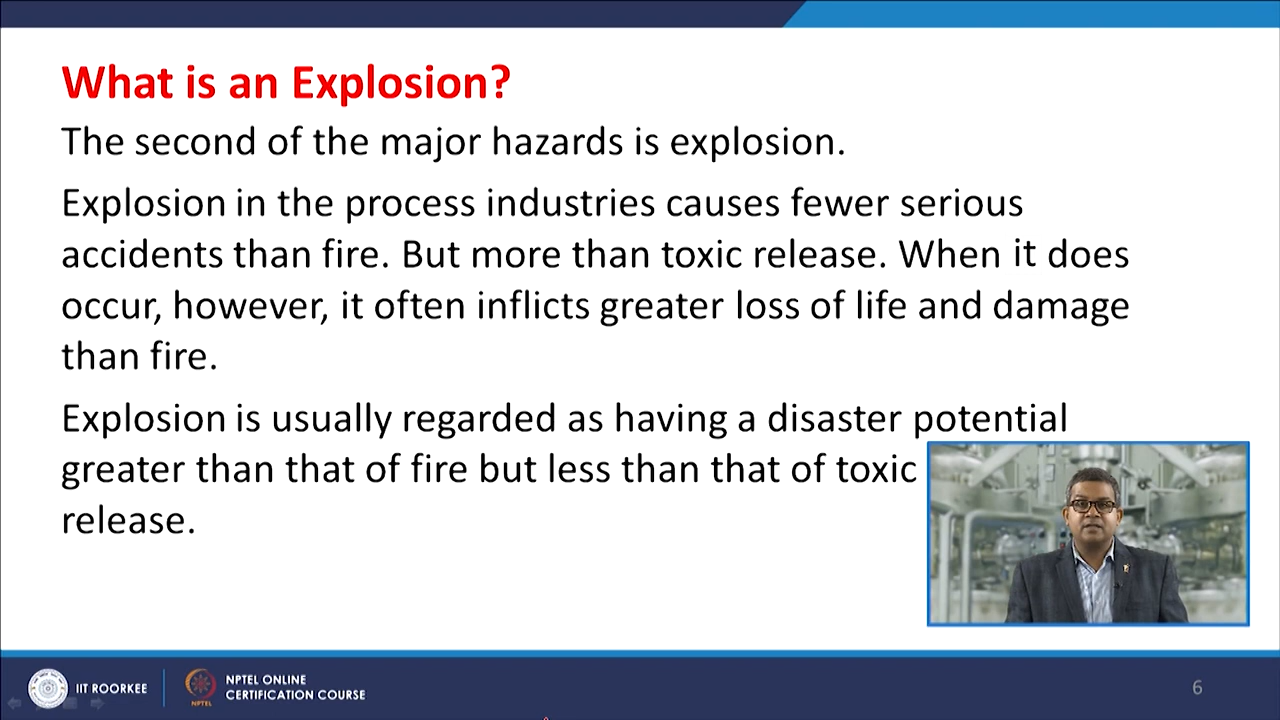 What is an Explosion?
The second of the major hazards is explosion.
Explosion in the process industries causes fewer serious
accidents than fire. But more than toxic release. When it does
occur, however, it often inflicts greater loss of life and damage
than fire.
Explosion is usually regarded as having a disaster potential
greater than that of fire but less than that of toxic
release.
IIT ROORKEE
NPTEL
NPTEL ONLINE
CERTIFICATION COURSE
6